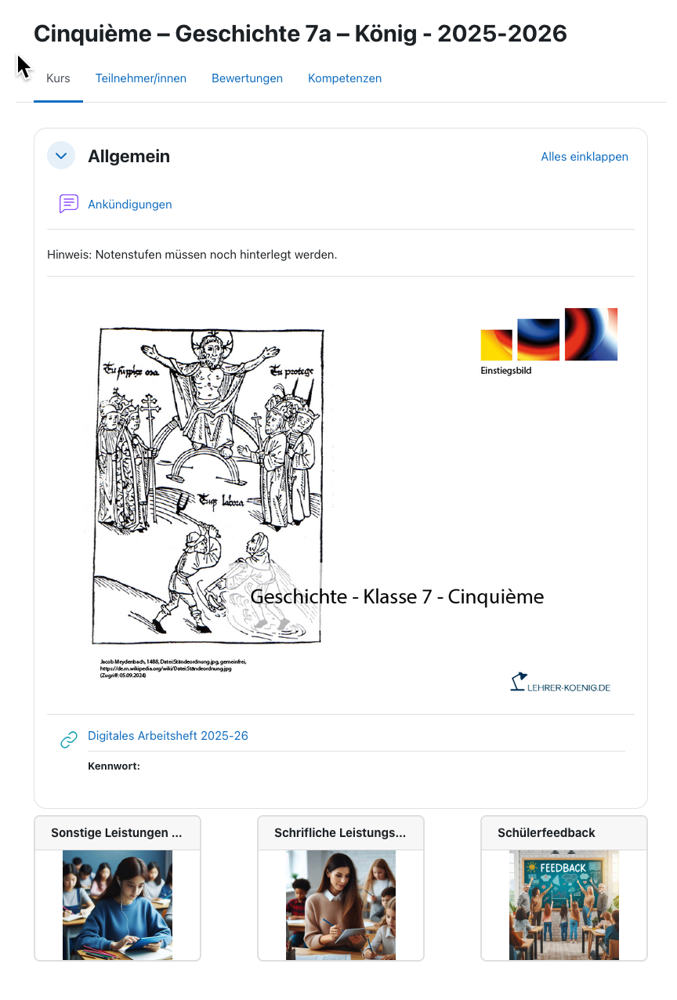 Cinquième – Geschichte 7a – König - 2025-2026
Kurs
Teilnehmer/innen
Bewertungen
Kompetenzen
Allgemein
Alles einklappen
Ankündigungen
Hinweis: Notenstufen müssen noch hinterlegt werden.
Einstiegsbild
Tu supplex ora
Tu protege
Tuq labora
Geschichte - Klasse 7 - Cinquième
Jacob Meydenbach, 1488, Datei:Ständeordnung.jpg, gemeinfrei,
https://de.m.wikipedia.org/wiki/Datei:Ständeordnung.jpg
(Zugriff: 05.09.2024)
LEHRER-KOENIG.DE
Digitales Arbeitsheft 2025-26
Kennwort:
Sonstige Leistungen ...
Schrifliche Leistungs...
Schülerfeedback
FEEDBACK